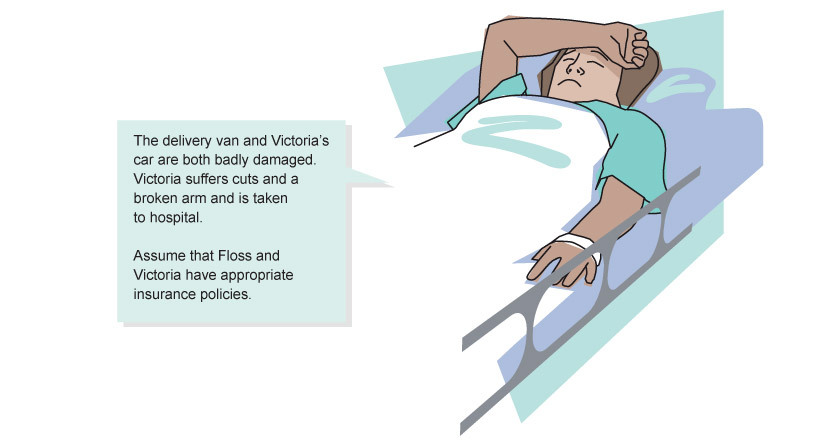 The delivery van and Victoria's
car are both badly damaged.
Victoria suffers cuts and a
broken arm and is taken
to hospital.
Assume that Floss and
Victoria have appropriate
insurance policies.